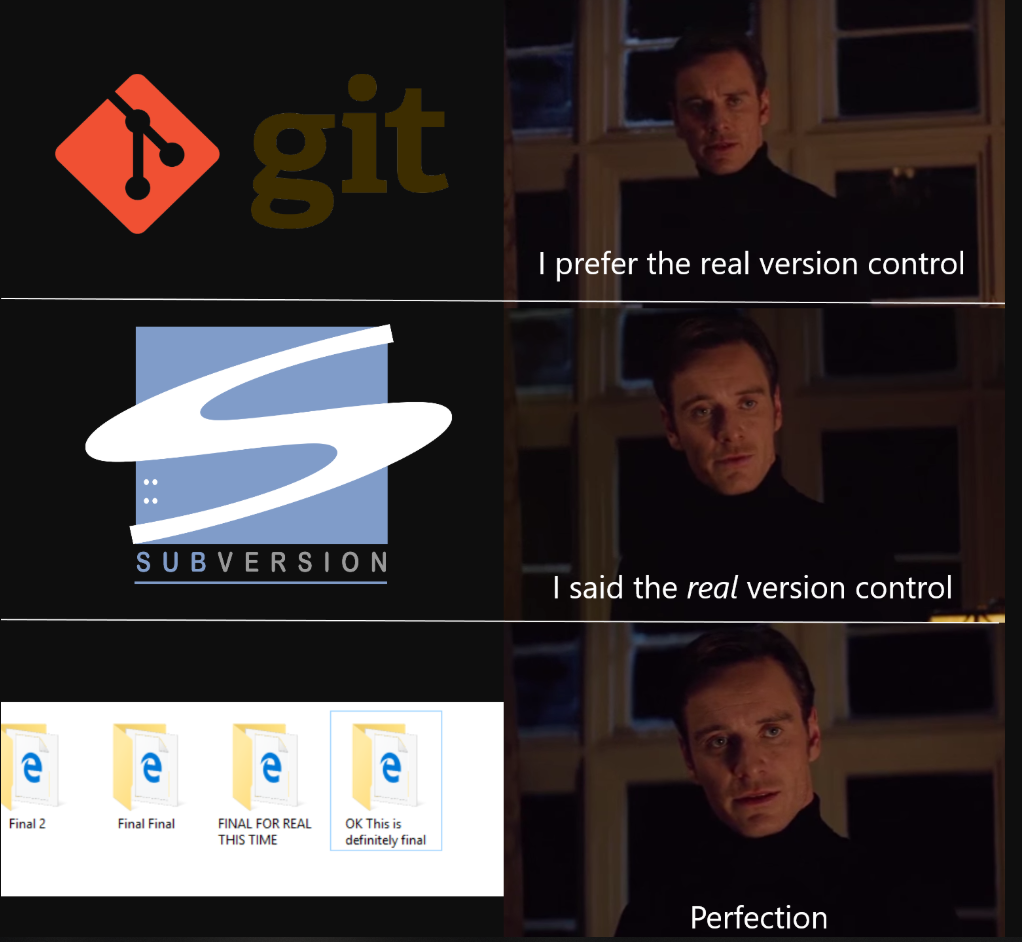 git
I prefer the real version control
SUBVERSION
I said the real version control
Final 2
Final Final
FINAL FOR REAL
THIS TIME
OK This is
definitely final
Perfection